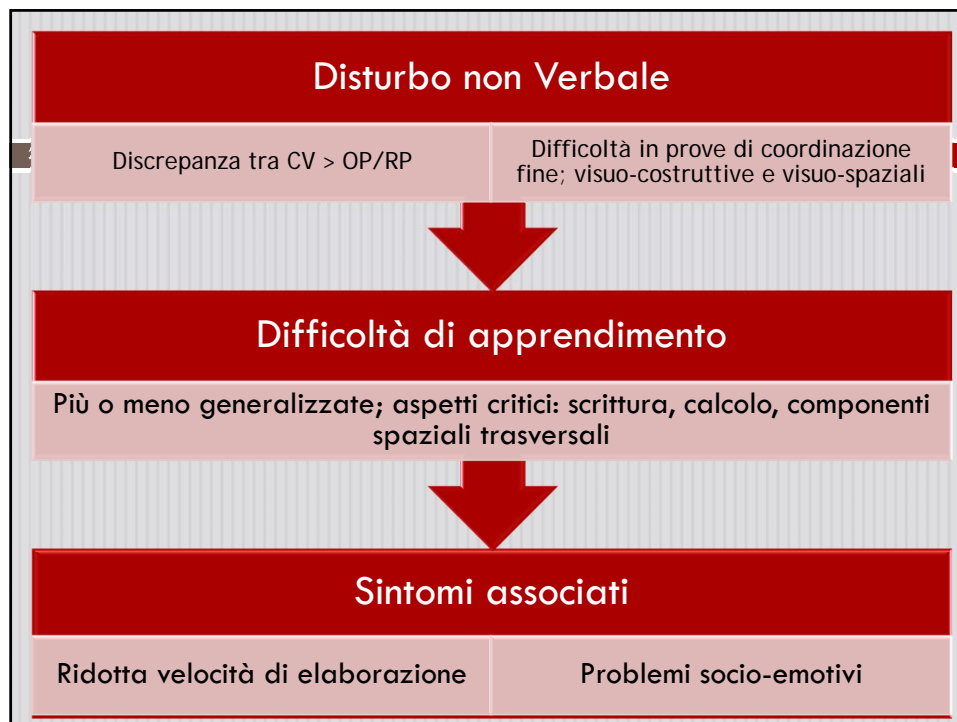 Disturbo non Verbale
Discrepanza tra CV > OP/RP
Difficoltà in prove di coordinazione
fine; visuo-costruttive e visuo-spaziali
Difficoltà di apprendimento
Più o meno generalizzate; aspetti critici: scrittura, calcolo, componenti
spaziali trasversali
Sintomi associati
Ridotta velocità di elaborazione
Problemi socio-emotivi